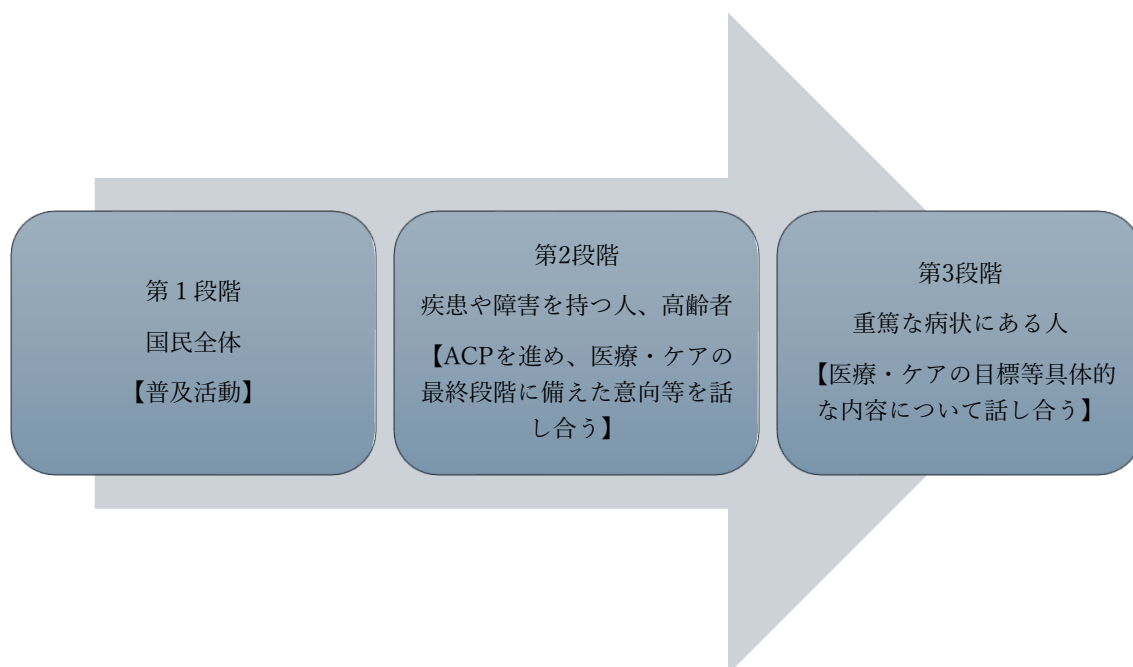 第１段階
国民全体
【普及活動】
第2段階
疾患や障害を持つ人、高齢者
【ACPを進め、医療・ケアの
最終段階に備えた意向等を話
し合う】
第3段階
重篤な病状にある人
【医療・ケアの目標等具体的
な内容について話し合う】